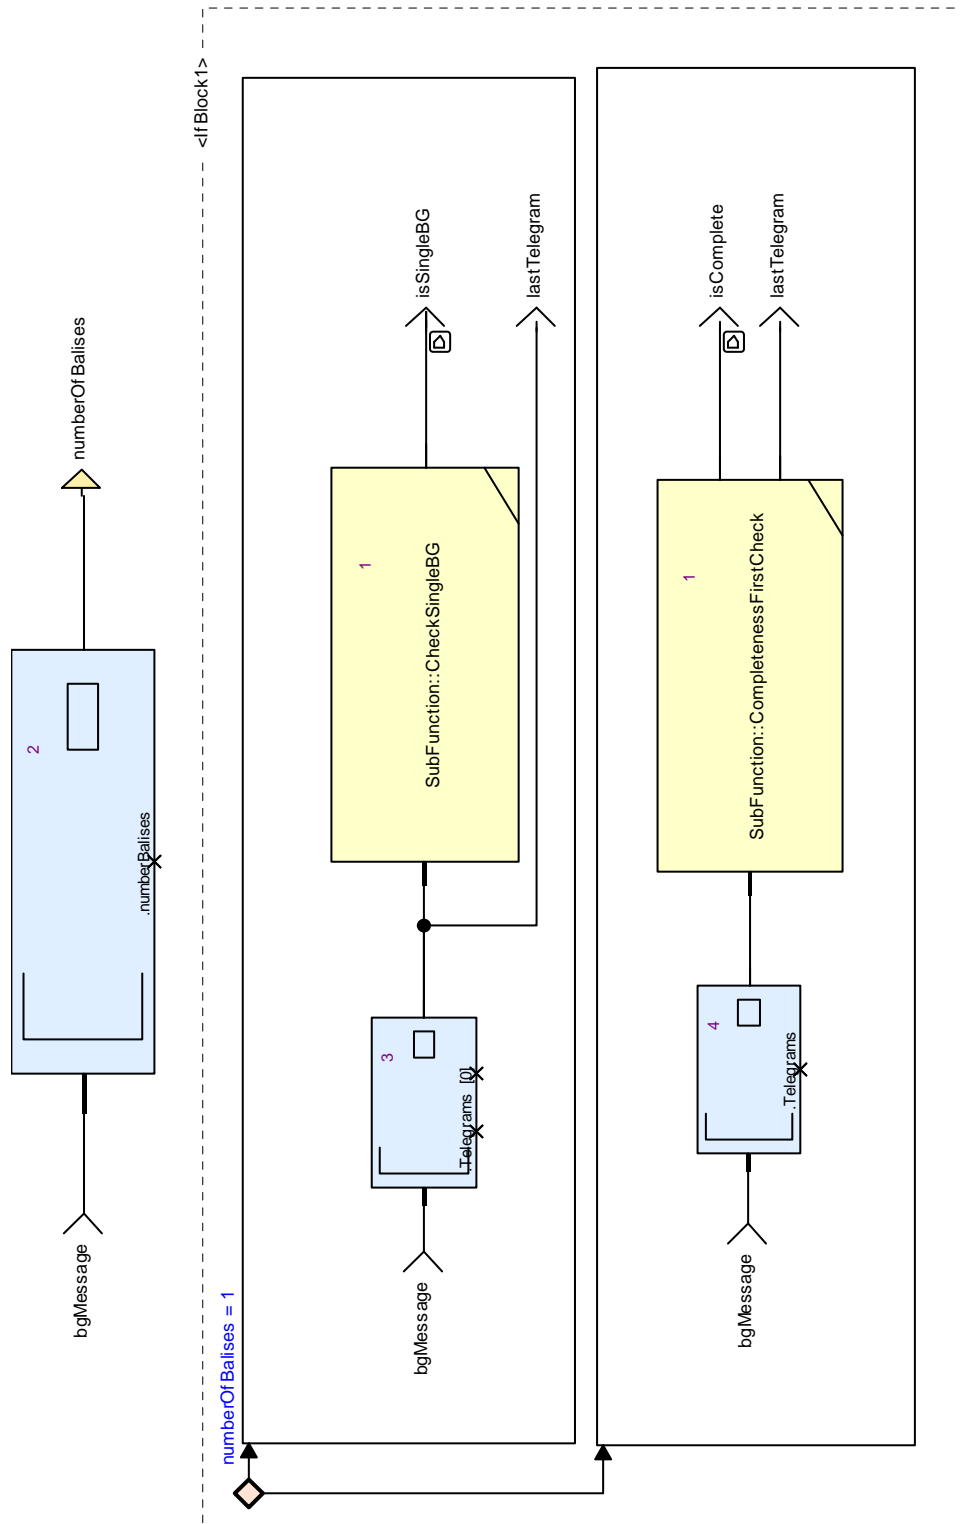 bgMessage
2
.numberBalises
numberOfBalises
<If Block1>
numberOfBalises = 1
bgMessage
3
.Telegrams [0]
1
SubFunction::CheckSingleBG
isSingleBG
lastTelegram
bgMessage
4
.Telegrams
1
SubFunction::CompletenessFirstCheck
isComplete
lastTelegram